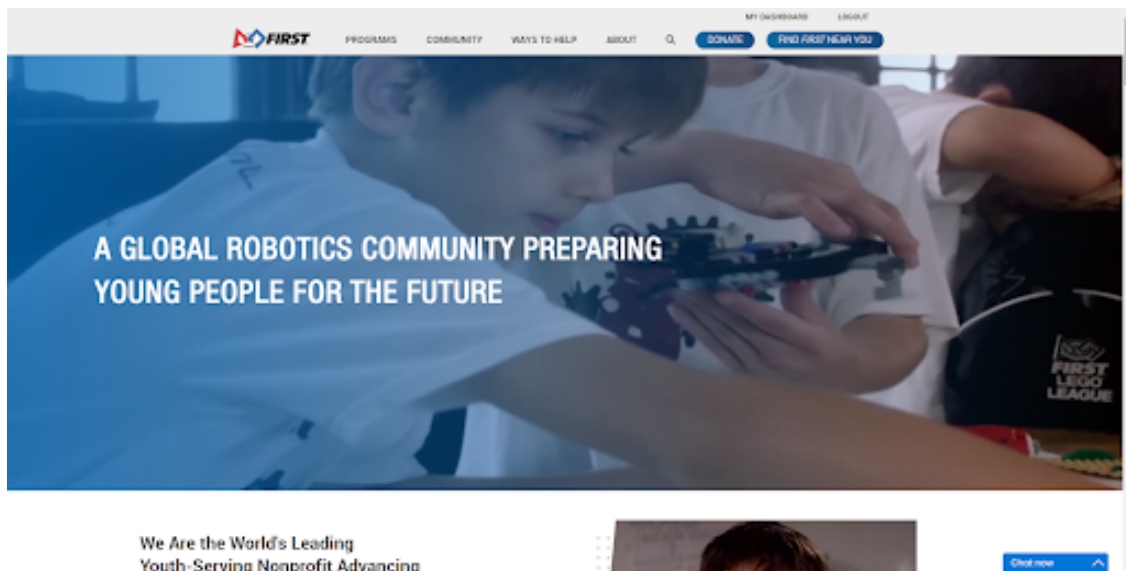 MY DASHBOARD LOGOUT
FIRST PROGRAMS COMMUNITY WAYS TO HELP ABOUT DONATE FIND FIRST NEAR YOU
A GLOBAL ROBOTICS COMMUNITY PREPARING
YOUNG PEOPLE FOR THE FUTURE
FIRST
LEGO
LEAGUE
We Are the World's Leading
Youth-Serving Nonprofit Advancing
Chat now